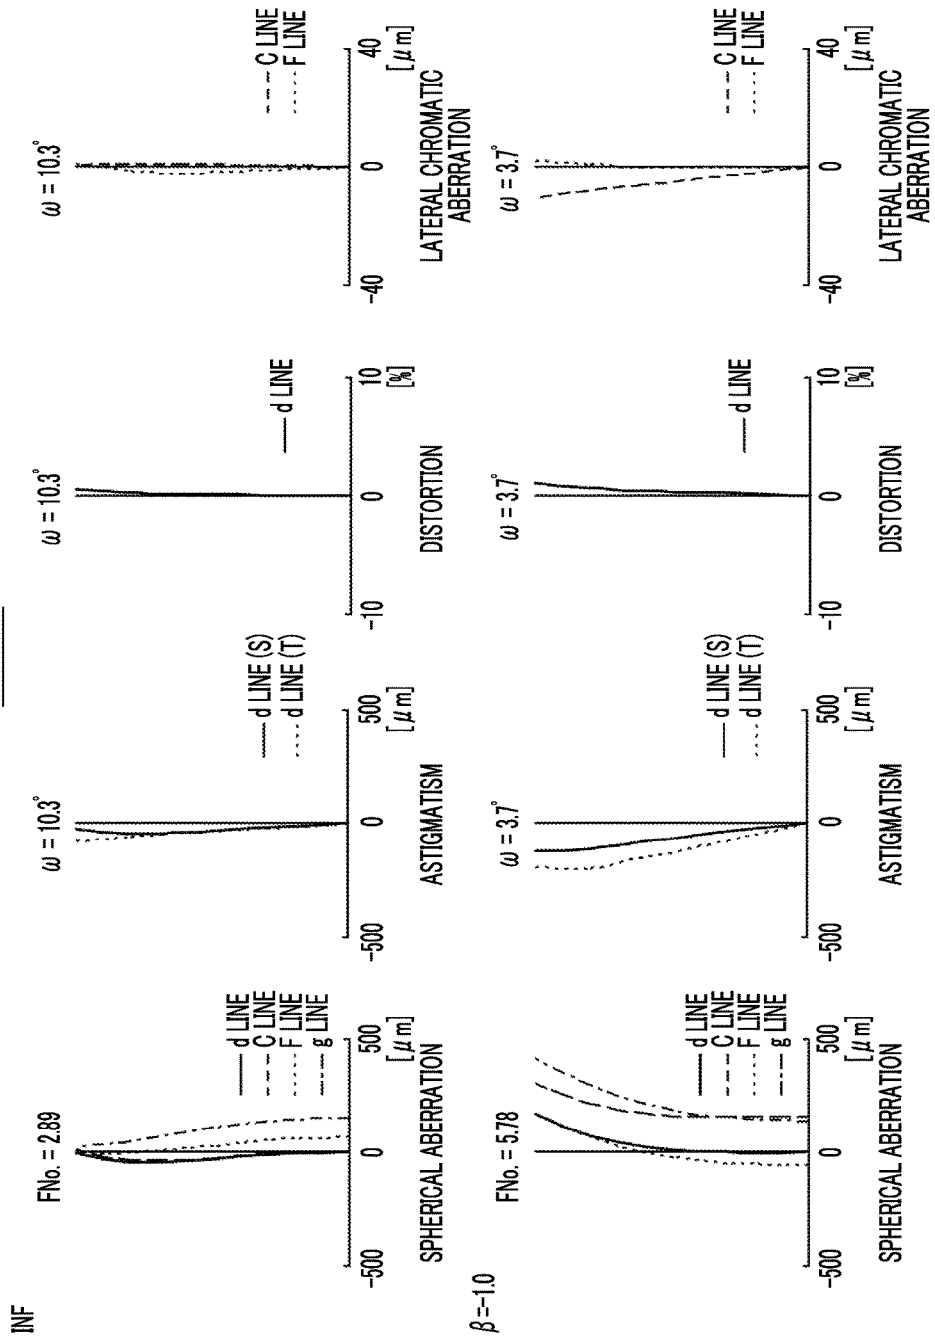 INF
FNo. = 2.89
d LINE
C LINE
F LINE
g LINE
-500
0
500
[μm]
SPHERICAL ABERRATION
ω = 10.3°
d LINE (S)
d LINE (T)
-500
0
500
[μm]
ASTIGMATISM
ω = 10.3°
d LINE
-10
0
10
[%]
DISTORTION
ω = 10.3°
C LINE
F LINE
-40
0
40
[μm]
LATERAL CHROMATIC
ABERRATION
β=-1.0
FNo. = 5.78
d LINE
C LINE
F LINE
g LINE
-500
0
500
[μm]
SPHERICAL ABERRATION
ω = 3.7°
d LINE (S)
d LINE (T)
-500
0
500
[μm]
ASTIGMATISM
ω = 3.7°
d LINE
-10
0
10
[%]
DISTORTION
ω = 3.7°
C LINE
F LINE
-40
0
40
[μm]
LATERAL CHROMATIC
ABERRATION